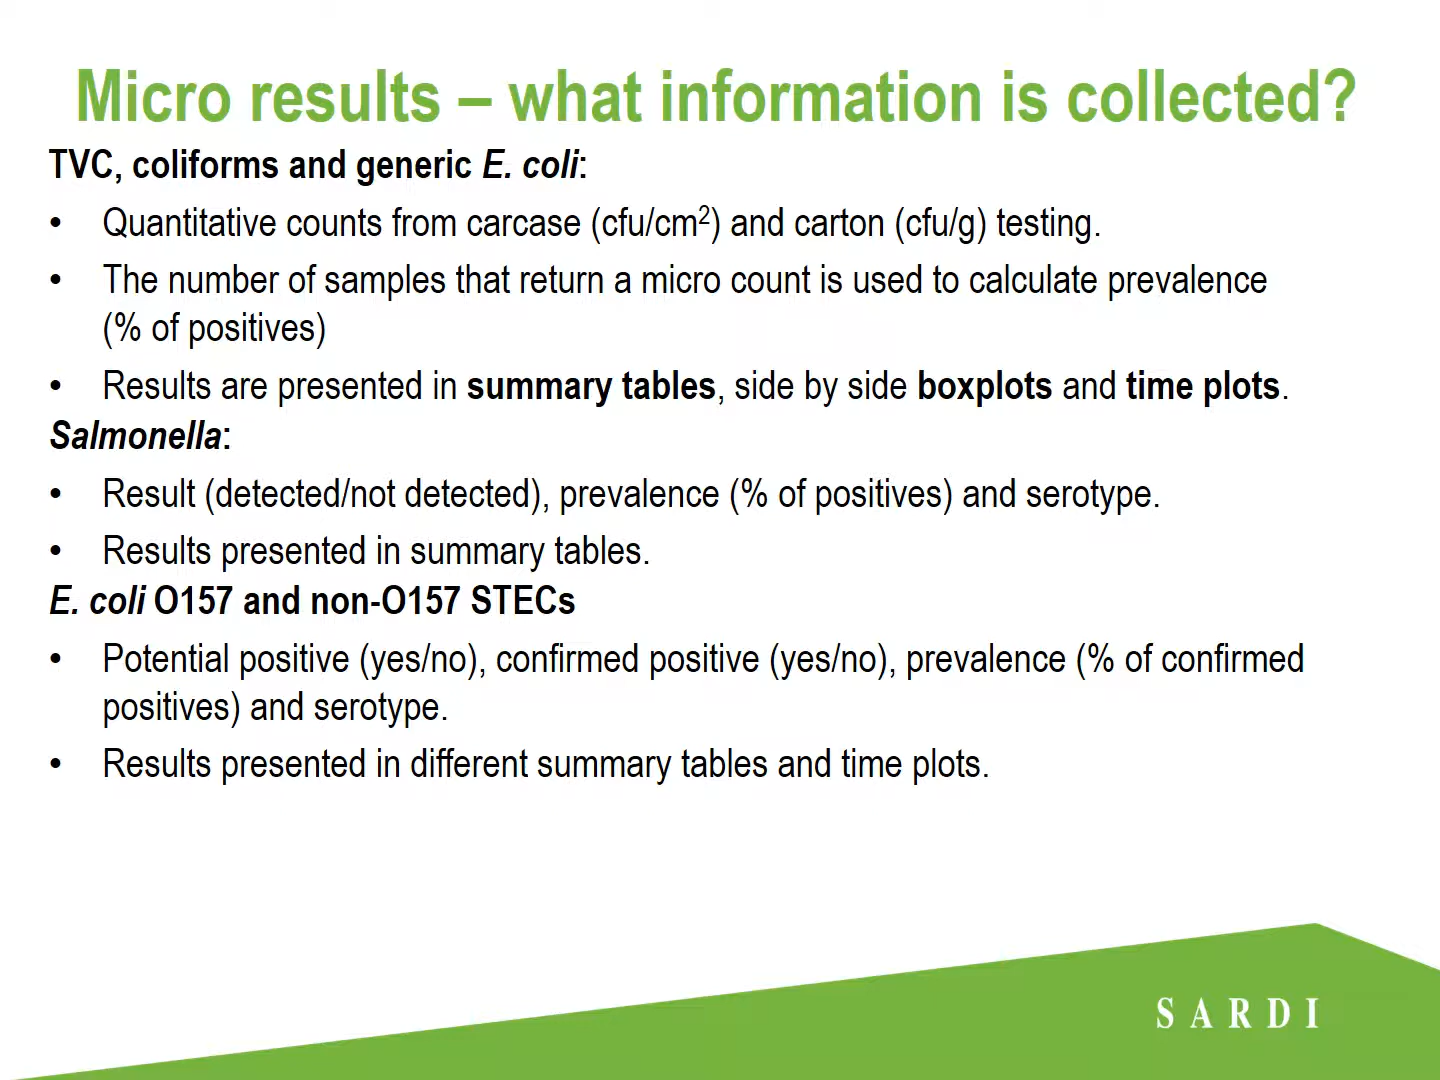 Micro results – what information is collected?
TVC, coliforms and generic E. coli:
• Quantitative counts from carcase (cfu/cm²) and carton (cfu/g) testing.
• The number of samples that return a micro count is used to calculate prevalence
(% of positives)
• Results are presented in summary tables, side by side boxplots and time plots.
Salmonella:
• Result (detected/not detected), prevalence (% of positives) and serotype.
• Results presented in summary tables.
E. coli O157 and non-O157 STECs
• Potential positive (yes/no), confirmed positive (yes/no), prevalence (% of confirmed
positives) and serotype.
• Results presented in different summary tables and time plots.
SARDI